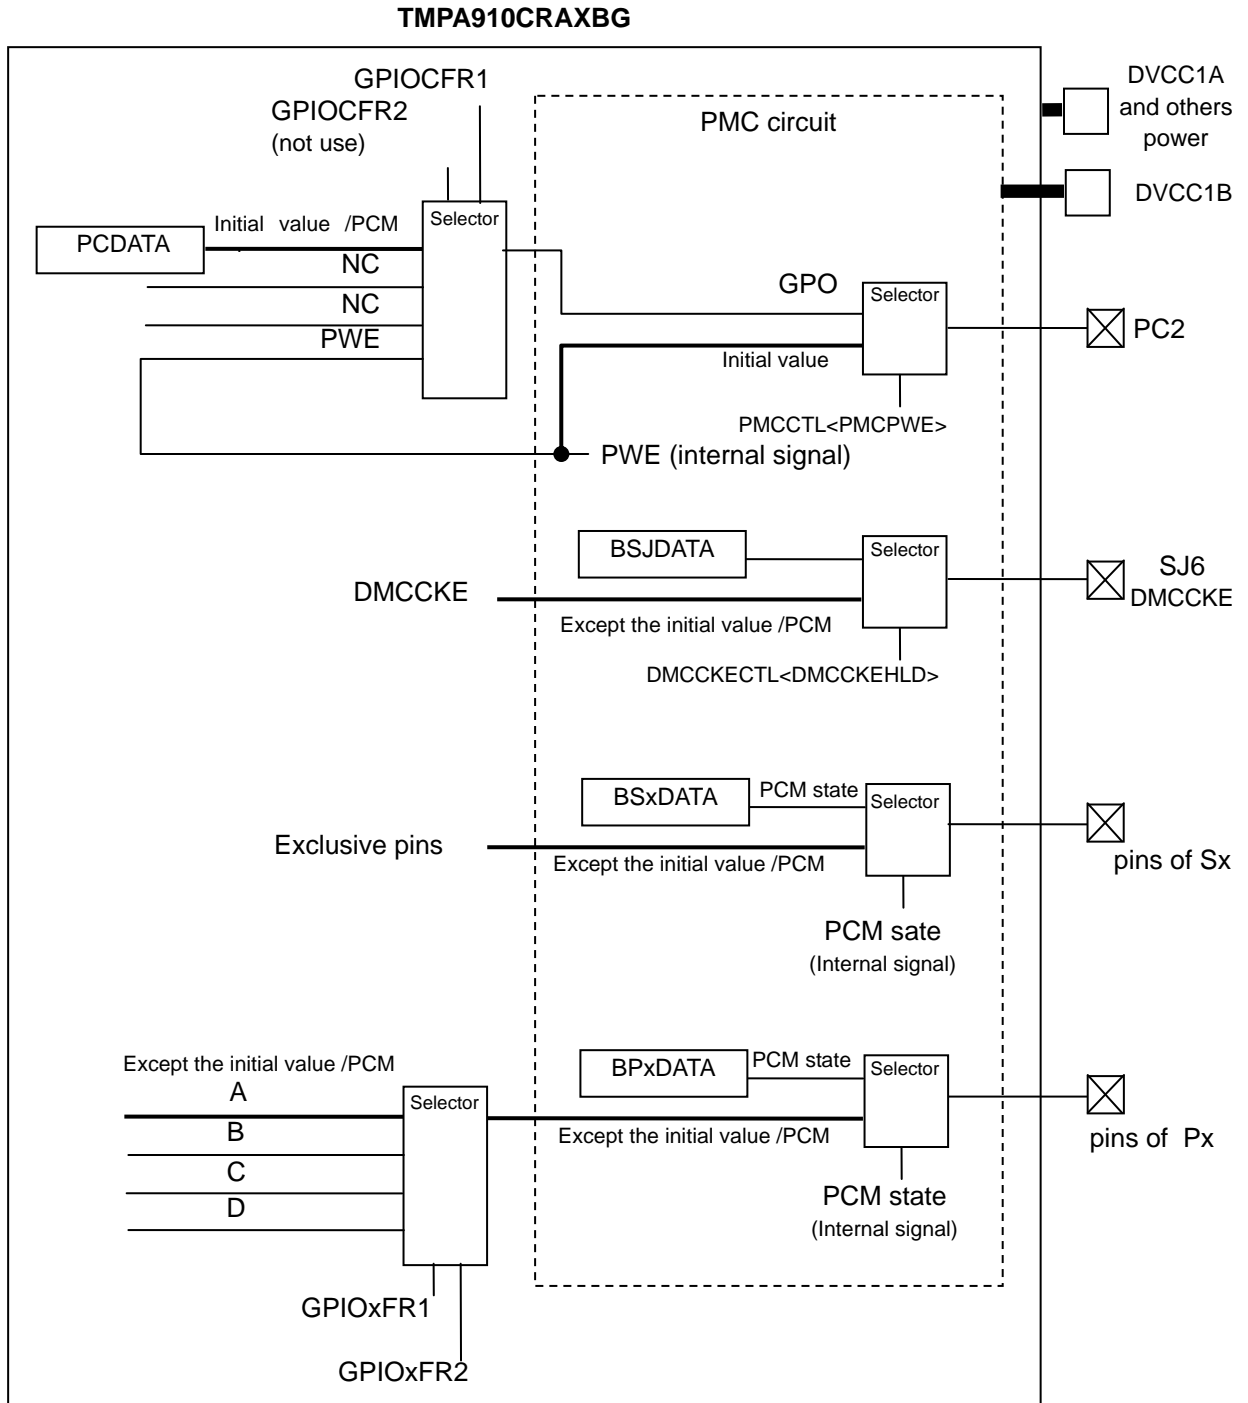 TMPA910CRAXBG
GPIOCFR1
GPIOCFR2
(not use)
PMC circuit
DVCC1A
and others
power
DVCC1B
PCDATA
Initial value /PCM
Selector
NC
NC
PWE
GPO
Selector
PC2
Initial value
PMCCTL<PMCPWE>
PWE (internal signal)
BSJDATA
Selector
SJ6
DMCCKE
DMCCKE
Except the initial value /PCM
DMCCKECTL<DMCCKEHLD>
BSxDATA
PCM state
Selector
Exclusive pins
Except the initial value /PCM
pins of Sx
PCM sate
(Internal signal)
Except the initial value /PCM
A
B
C
D
Selector
BPxDATA
PCM state
Selector
Except the initial value /PCM
pins of Px
PCM state
(Internal signal)
GPIOxFR1
GPIOxFR2